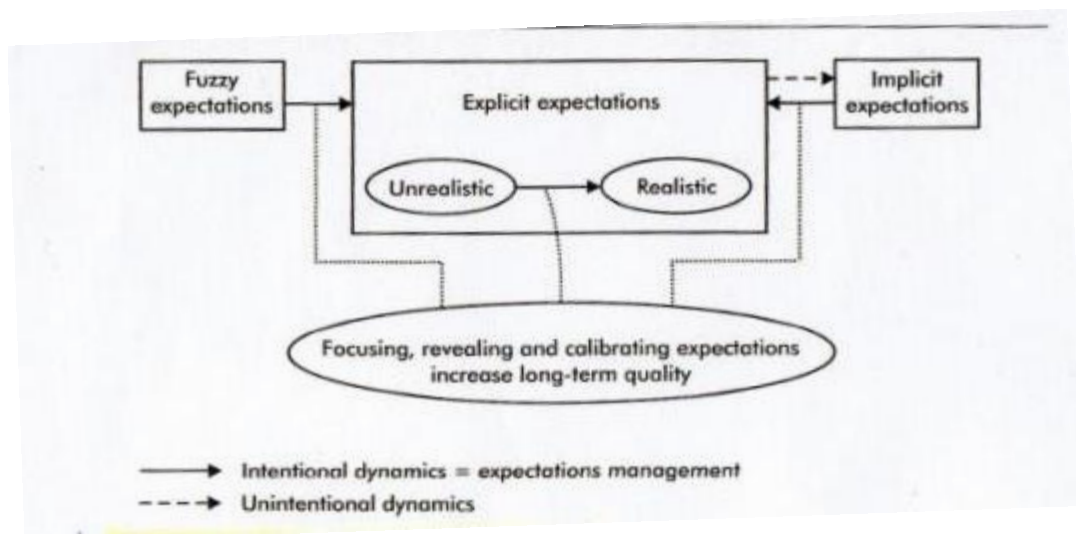 Fuzzy
expectations
Explicit expectations
Implicit
expectations
Unrealistic
Realistic
Focusing, revealing and calibrating expectations
increase long-term quality
Intentional dynamics = expectations management
Unintentional dynamics